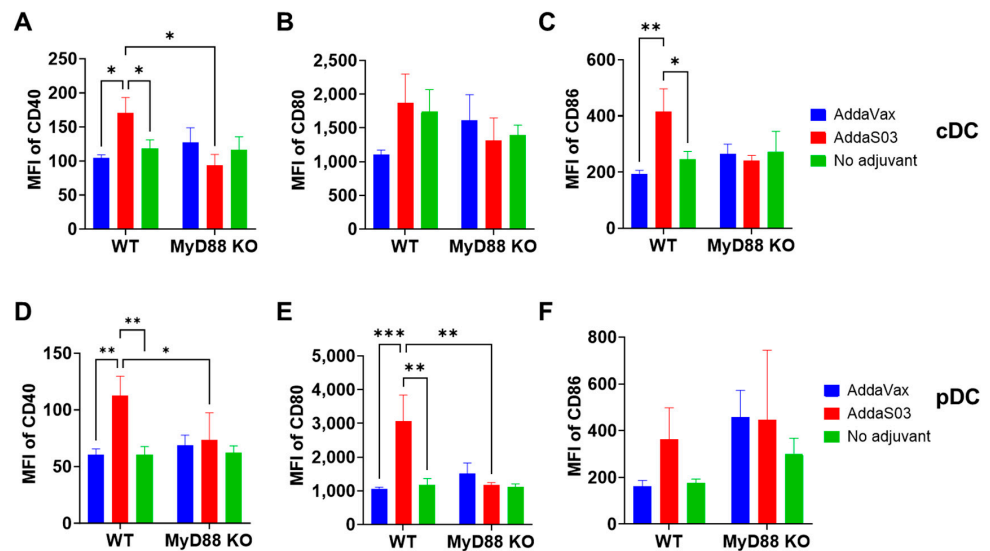 A
MFI of CD40
250
200
150
100
50
0
*
*
*
WT
MyD88 KO
B
MFI of CD80
2,500
2,000
1,500
1,000
500
0
WT
MyD88 KO
C
MFI of CD86
600
400
200
0
**
*
WT
MyD88 KO
AddaVax
AddaS03
No adjuvant
cDC
D
MFI of CD40
150
100
50
0
**
**
*
WT
MyD88 KO
E
MFI of CD80
5,000
4,000
3,000
2,000
1,000
0
***
**
**
WT
MyD88 KO
F
MFI of CD86
800
600
400
200
0
WT
MyD88 KO
AddaVax
AddaS03
No adjuvant
pDC